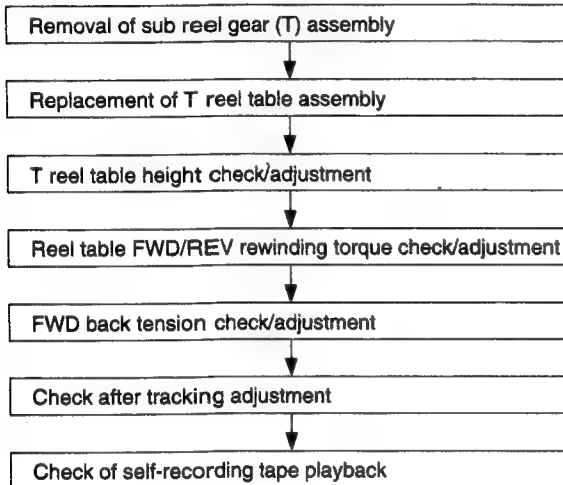 Removal of sub reel gear (T) assembly
Replacement of T reel table assembly
T reel table height check/adjustment
Reel table FWD/REV rewinding torque check/adjustment
FWD back tension check/adjustment
Check after tracking adjustment
Check of self-recording tape playback